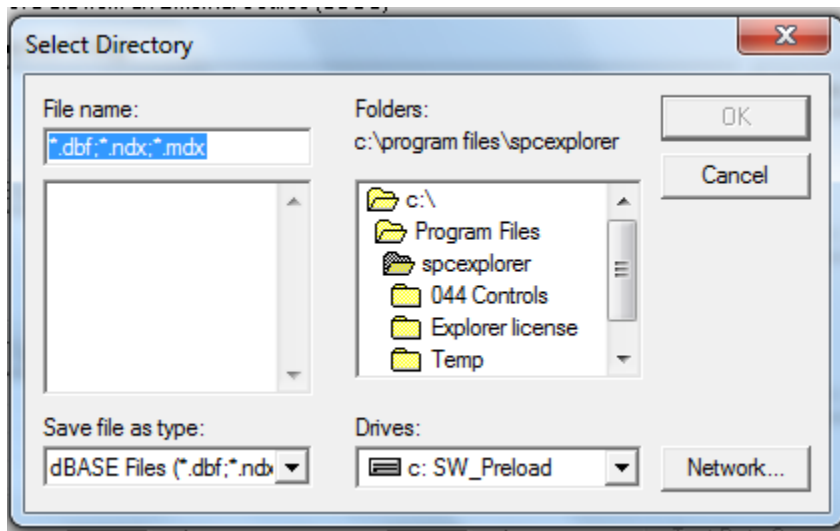 Select Directory
File name:
*.dbf;*.ndx;*.mdx
Folders:
c:\program files\spcexplorer
OK
Cancel
c:\
Program Files
spcexplorer
044 Controls
Explorer license
Temp
Save file as type:
dBASE Files (*.dbf;*.ndx
Drives:
c: SW_Preload
Network...